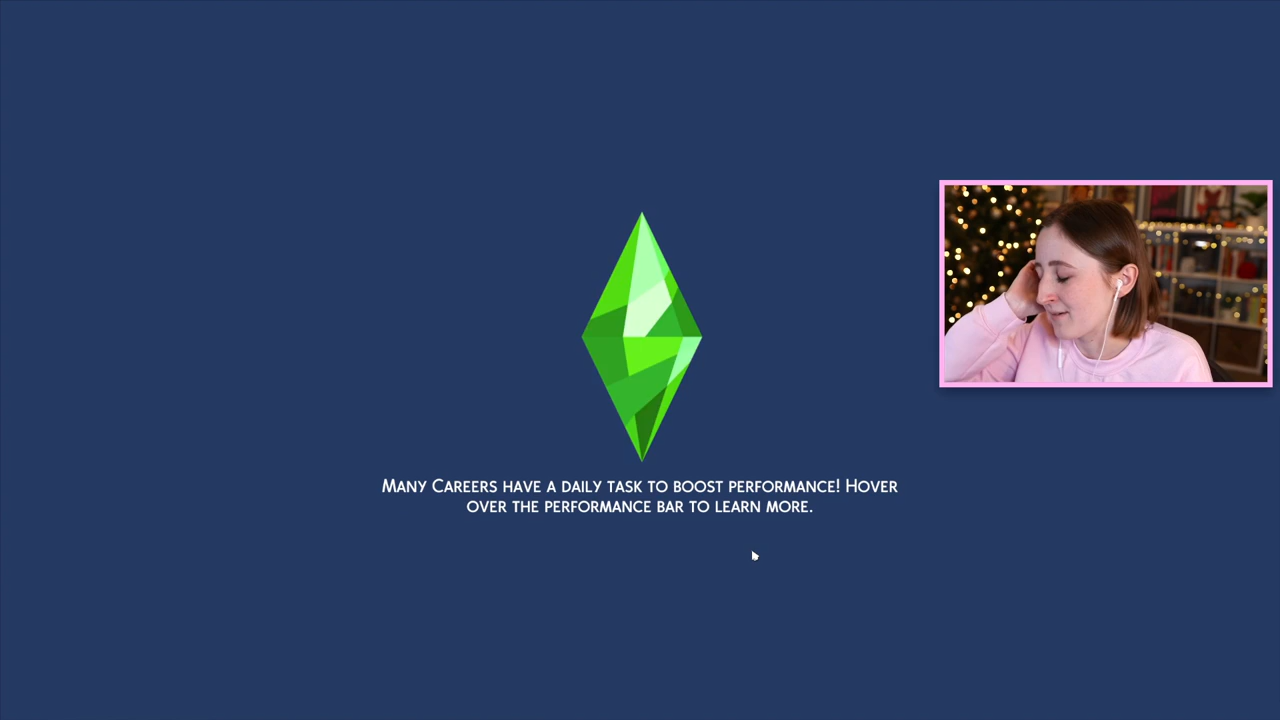 Many Careers have a daily task to boost performance! Hover
over the performance bar to learn more.